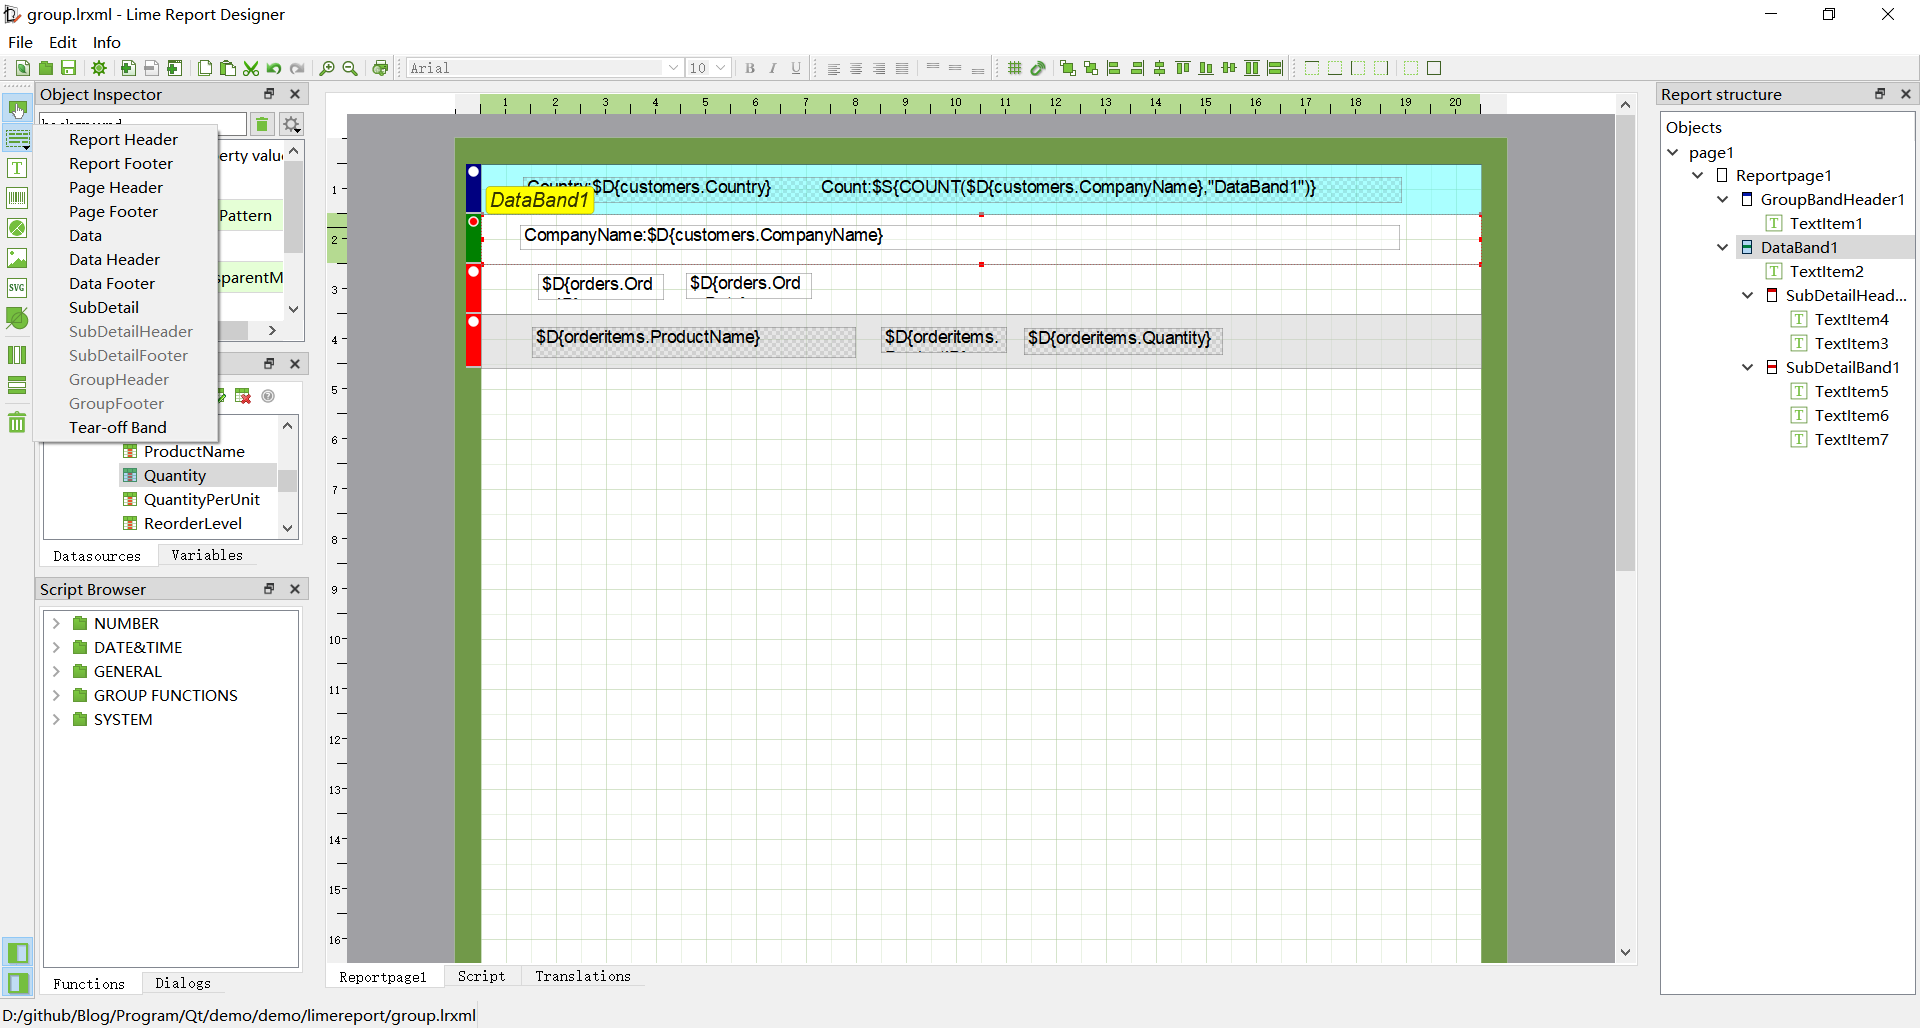 group.lrxml - Lime Report Designer
File Edit Info
Arial 10 B I U
Object Inspector
Report Header
Report Footer
Page Header
Page Footer
Data
Data Header
Data Footer
SubDetail
SubDetailHeader
SubDetailFooter
GroupHeader
GroupFooter
Tear-off Band
erty valu
Pattern
sparentM
T
SVG
ProductName
Quantity
QuantityPerUnit
ReorderLevel
Datasources Variables
Script Browser
NUMBER
DATE&TIME
GENERAL
GROUP FUNCTIONS
SYSTEM
Functions Dialogs
1 2 3 4 5 6 7 8 9 10 11 12 13 14 15 16 17 18 19 20
1
2
3
4
5
6
7
8
9
10
11
12
13
14
15
16
Country:$D{customers.Country} Count:$S{COUNT($D{customers.CompanyName},"DataBand1")}
DataBand1
CompanyName:$D{customers.CompanyName}
$D{orders.Ord $D{orders.Ord
$D{orderitems.ProductName} $D{orderitems. $D{orderitems.Quantity}
Reportpage1 Script Translations
Report structure
Objects
page1
Reportpage1
GroupBandHeader1
T TextItem1
DataBand1
T TextItem2
SubDetailHead...
T TextItem4
T TextItem3
SubDetailBand1
T TextItem5
T TextItem6
T TextItem7
D:/github/Blog/Program/Qt/demo/demo/limereport/group.lrxml